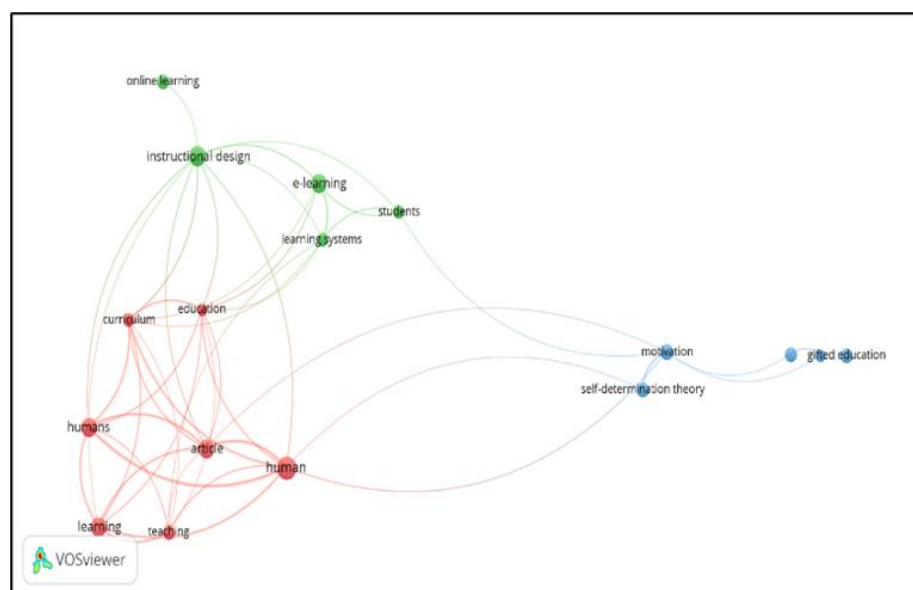 online learning
instructional design
e-learning
students
learning systems
education
curriculum
motivation
gifted education
self-determination theory
humans
article
human
learning
teaching
VOSviewer